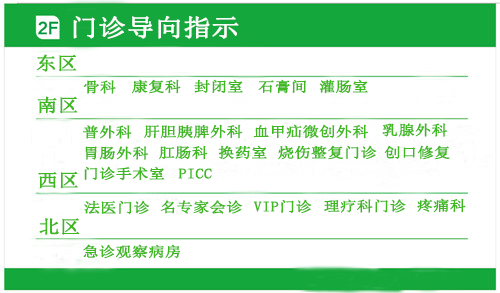 2F 门诊导向指示
东区
骨科 康复科 封闭室 石膏间 灌肠室
南区
普外科 肝胆胰脾外科 血甲疝微创外科 乳腺外科
胃肠外科 肛肠科 换药室 烧伤整复门诊 创口修复
门诊手术室 PICC
西区
法医门诊 名专家会诊 VIP门诊 理疗科门诊 疼痛科
北区
急诊观察病房